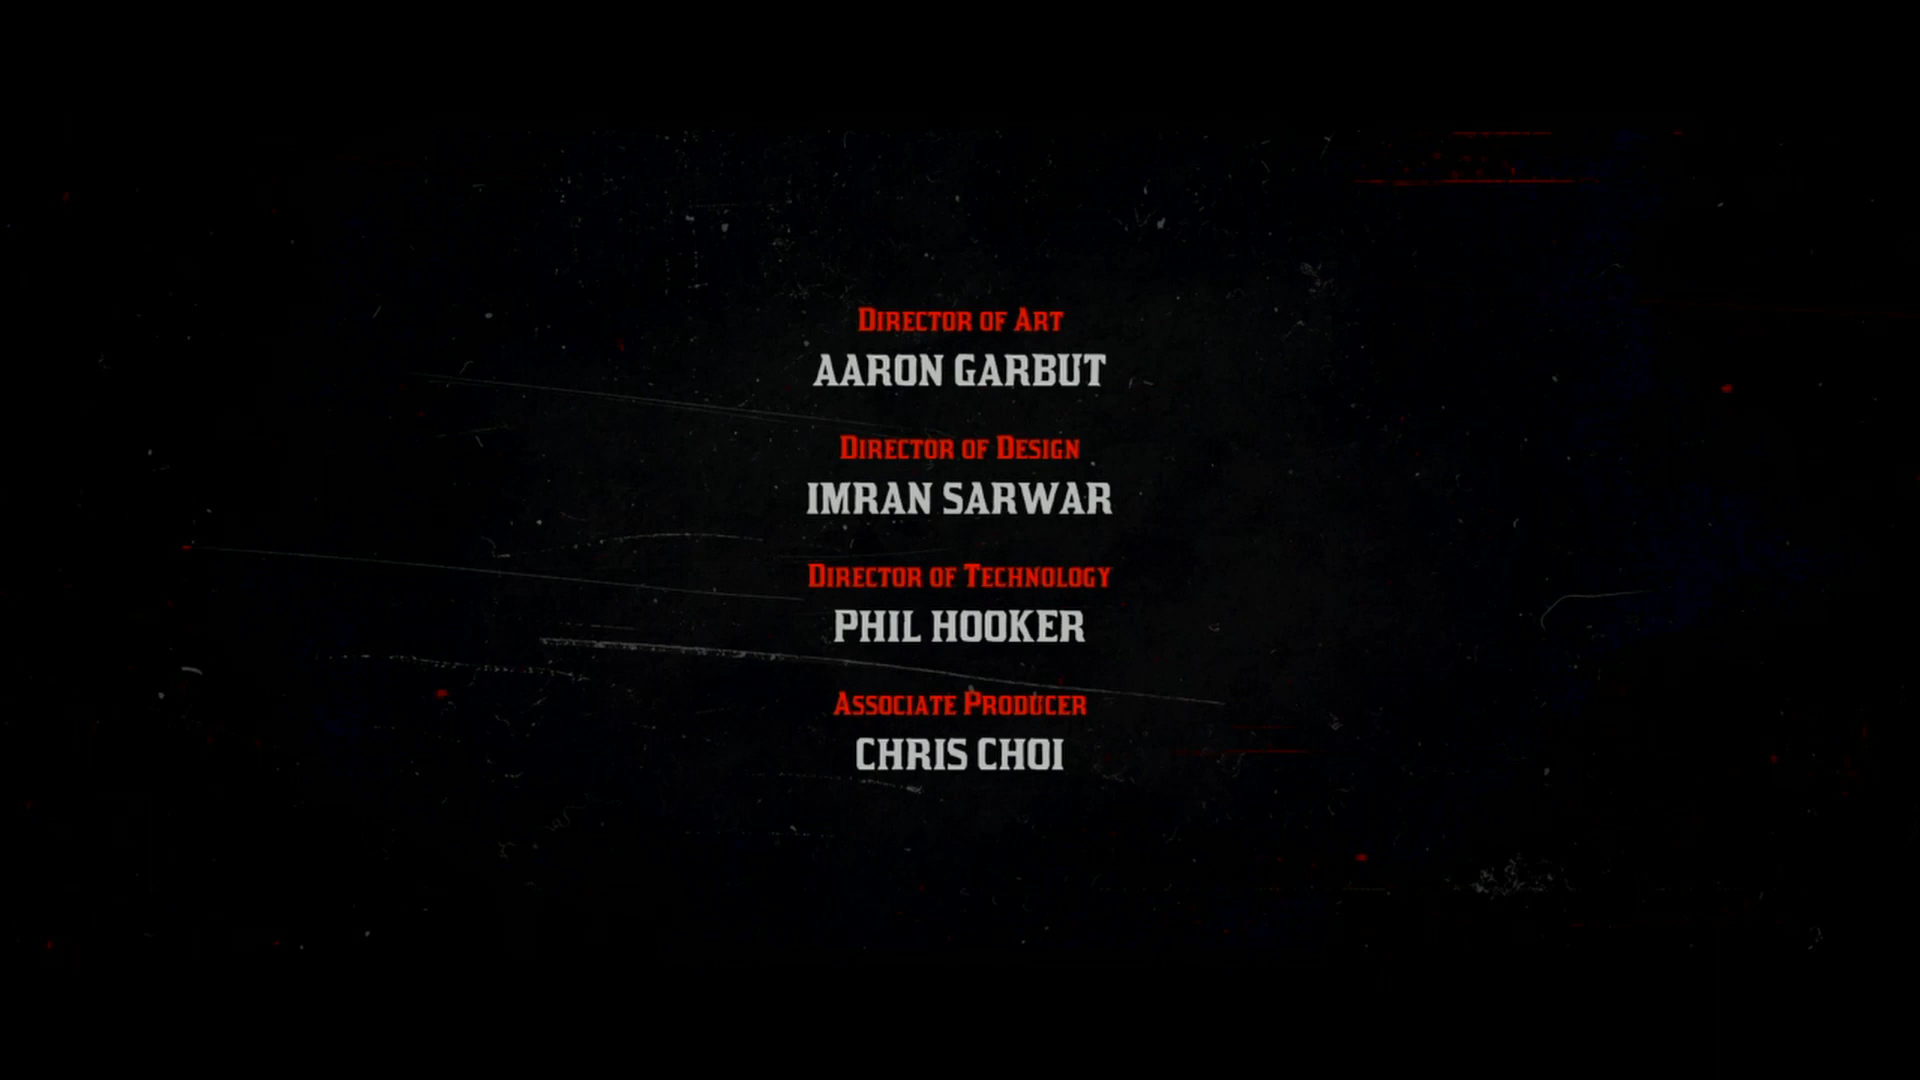 Director of Art
AARON GARBUT
Director of Design
IMRAN SARWAR
Director of Technology
PHIL HOOKER
Associate Producer
CHRIS CHOI